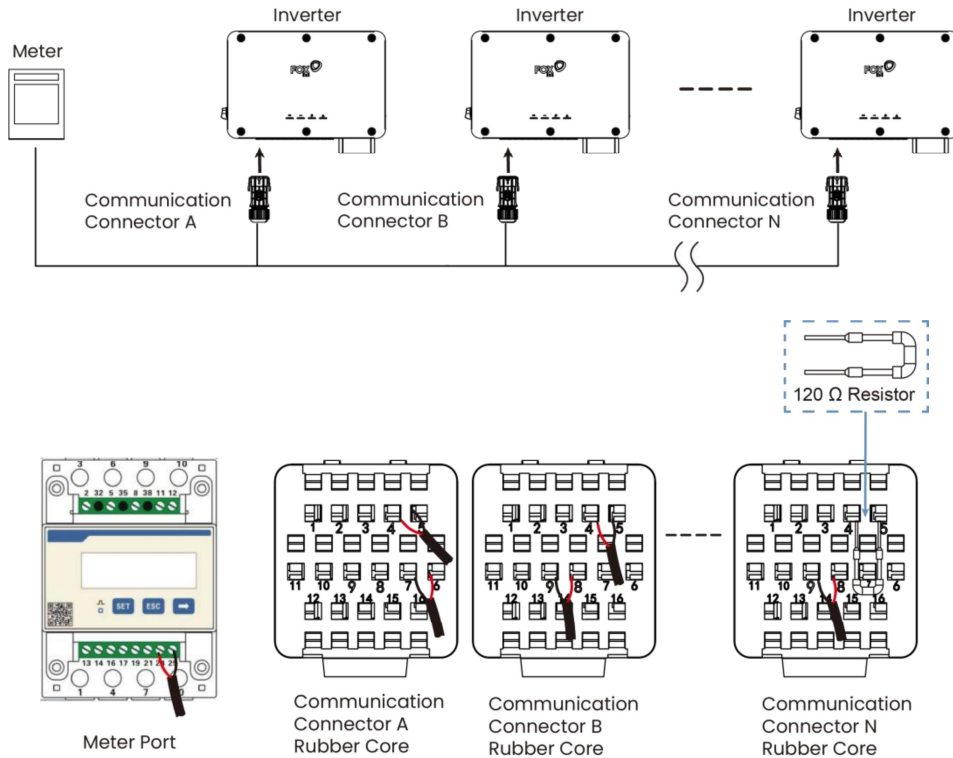 Inverter
Inverter
Inverter
Meter
FOX
FOX
FOX
Communication
Connector A
Communication
Connector B
Communication
Connector N
120 Ω Resistor
3 6 9 10
2 32 5 35 8 38 11 12
SET ESC
13 14 16 17 19 21 24 25
1 4 7
1 2 3 4 5
11 10 9 8 7 6
12 13 14 15 16
1 2 3 4 5
11 10 9 8 7 6
12 13 15 16
1 2 3 4 5
11 10 9 8 7 6
12 13 15 16
Meter Port
Communication
Connector A
Rubber Core
Communication
Connector B
Rubber Core
Communication
Connector N
Rubber Core